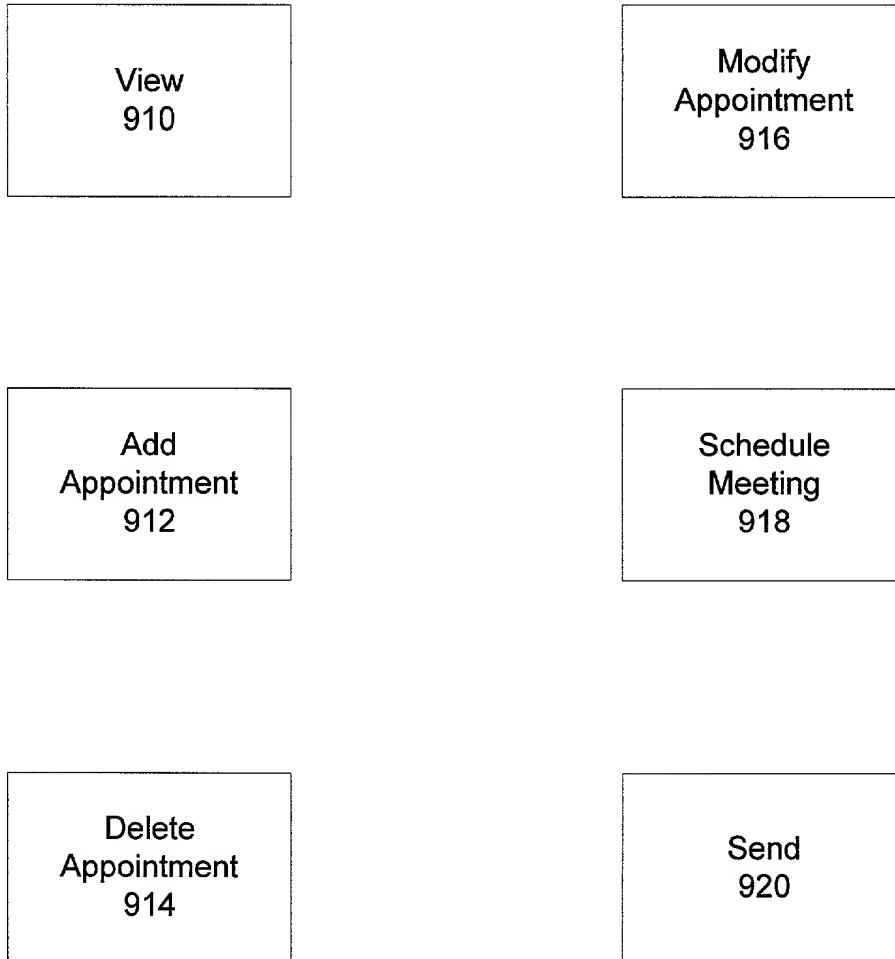 View
910
Modify
Appointment
916
Add
Appointment
912
Schedule
Meeting
918
Delete
Appointment
914
Send
920